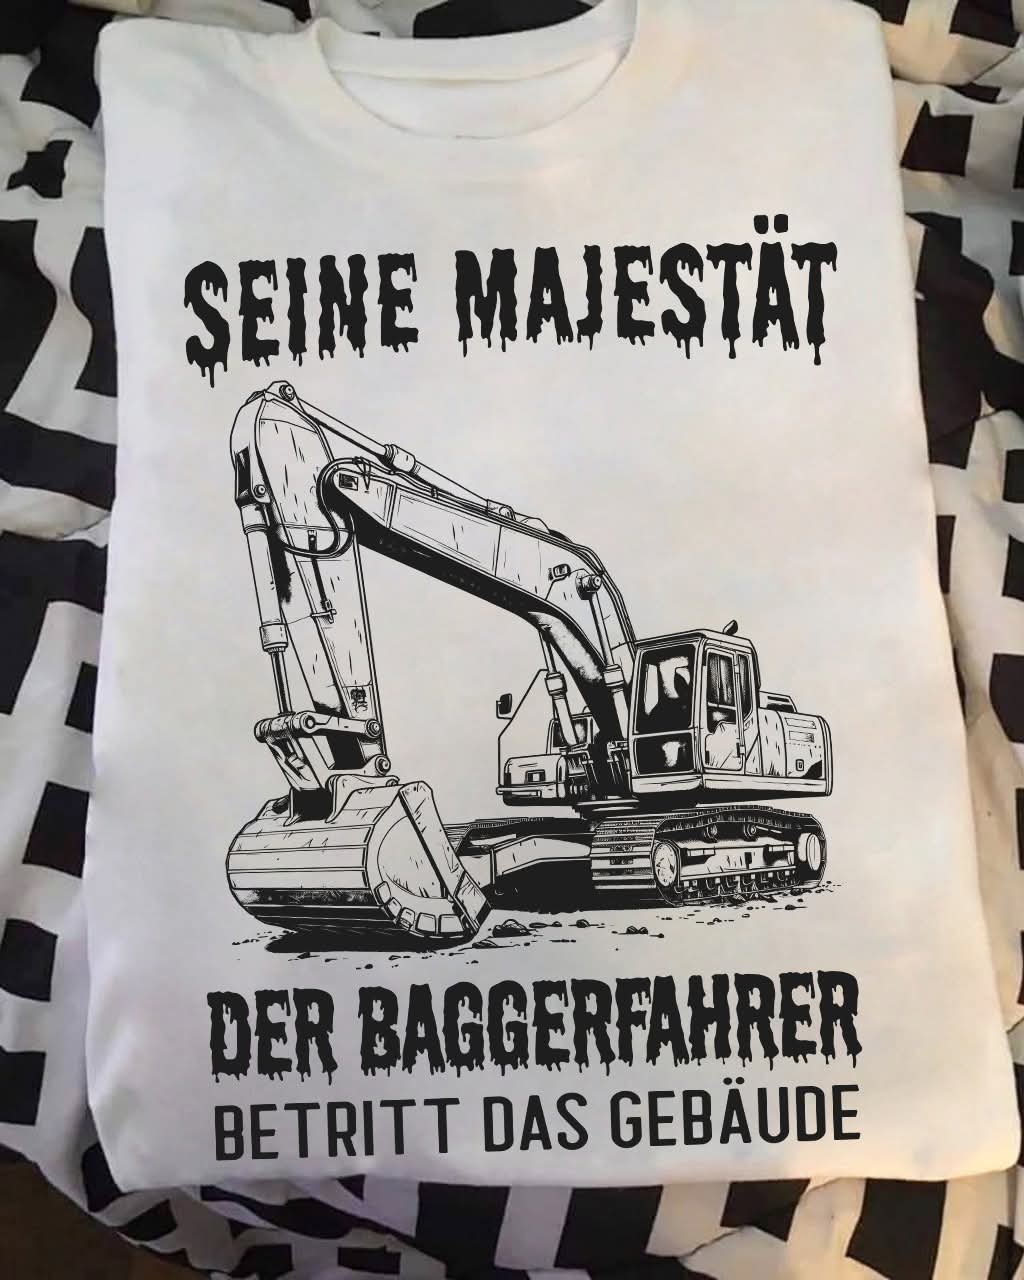 SEINE MAJESTÄT
DER BAGGERFAHRER
BETRITT DAS GEBÄUDE